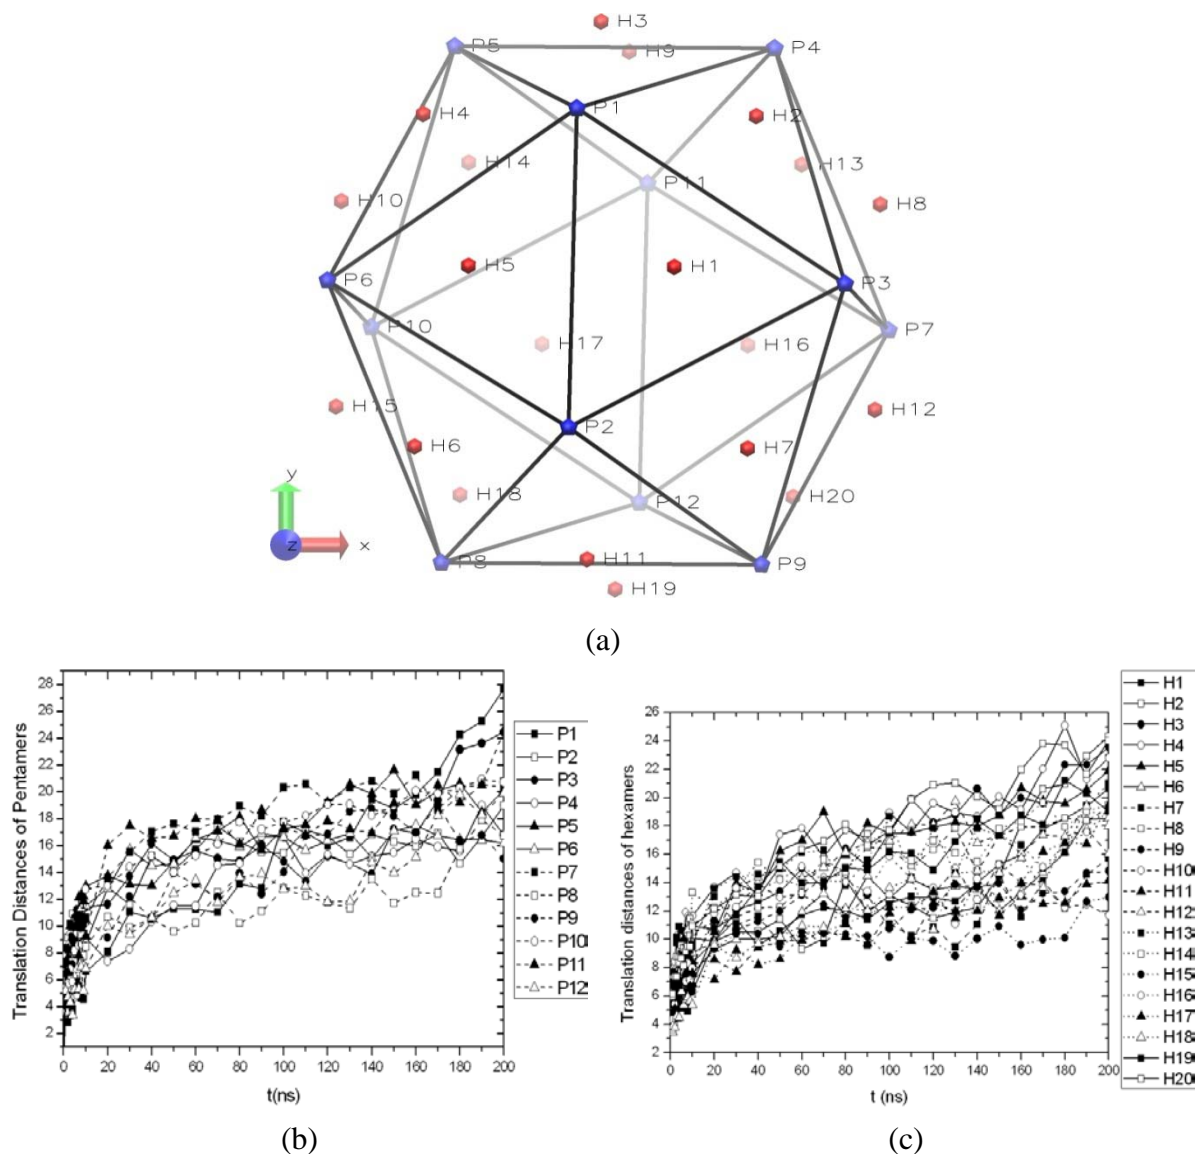 H3
P5
P4
H9
P1
H4
H2
H14
H13
P11
H10
H8
H5
H1
P6
P3
P10
P7
H17
H16
H15
H12
P2
H6
H7
y
H18
P12
H20
z
x
H11
P8
P9
H19
(a)
Translation Distances of Pentamers
28
26
24
22
20
18
16
14
12
10
8
6
4
2
0 20 40 60 80 100 120 140 160 180 200
t(ns)
P1
P2
P3
P4
P5
P6
P7
P8
P9
P10
P11
P12
(b)
Translation distances of hexamers
26
24
22
20
18
16
14
12
10
8
6
4
2
0 20 40 60 80 100 120 140 160 180 200
t (ns)
H1
H2
H3
H4
H5
H6
H7
H8
H9
H10
H11
H12
H13
H14
H15
H16
H17
H18
H19
H20
(c)